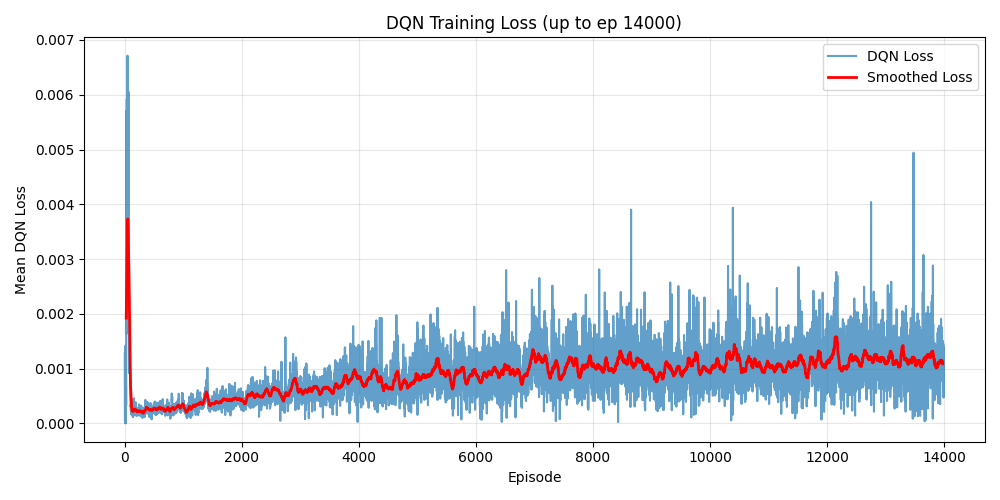 DQN Training Loss (up to ep 14000)
DQN Loss
Smoothed Loss
Mean DQN Loss
0.007
0.006
0.005
0.004
0.003
0.002
0.001
0.000
0 2000 4000 6000 8000 10000 12000 14000
Episode